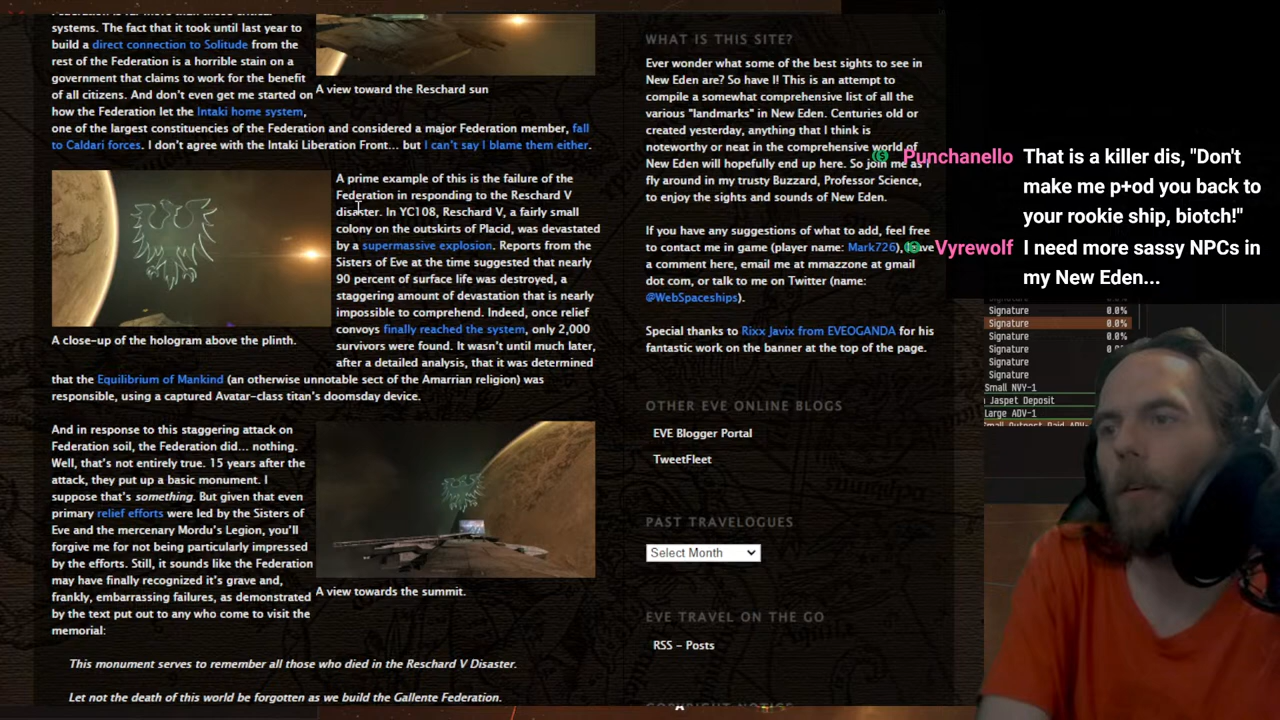 systems. The fact that it took until last year to
build a direct connection to Solitude from the
rest of the Federation is a horrible stain on a
government that claims to work for the benefit
of all citizens. And don't even get me started on
how the Federation let the Intaki home system,
one of the largest constituencies of the Federation and considered a major Federation member, fall
to Caldari forces. I don't agree with the Intaki Liberation Front... but I can't say I blame them either.
A view toward the Reschard sun
A prime example of this is the failure of the
Federation in responding to the Reschard V
disaster. In YC108, Reschard V, a fairly small
colony on the outskirts of Placid, was devastated
by a supermassive explosion. Reports from the
Sisters of Eve at the time suggested that nearly
90 percent of surface life was destroyed, a
staggering amount of devastation that is nearly
impossible to comprehend. Indeed, once relief
convoys finally reached the system, only 2,000
survivors were found. It wasn't until much later,
after a detailed analysis, that it was determined
that the Equilibrium of Mankind (an otherwise unnotable sect of the Amarrian religion) was
responsible, using a captured Avatar-class titan's doomsday device.
A close-up of the hologram above the plinth.
And in response to this staggering attack on
Federation soil, the Federation did... nothing.
Well, that's not entirely true. 15 years after the
attack, they put up a basic monument. I
suppose that's something. But given that even
primary relief efforts were led by the Sisters of
Eve and the mercenary Mordu's Legion, you'll
forgive me for not being particularly impressed
by the efforts. Still, it sounds like the Federation
may have finally recognized it's grave and,
frankly, embarrassing failures, as demonstrated
by the text put out to any who come to visit the
memorial:
A view towards the summit.
This monument serves to remember all those who died in the Reschard V Disaster.
Let not the death of this world be forgotten as we build the Gallente Federation.
WHAT IS THIS SITE?
Ever wonder what some of the best sights to see in
New Eden are? So have I! This is an attempt to
compile a somewhat comprehensive list of all the
various "landmarks" in New Eden. Centuries old or
created yesterday, anything that I think is
noteworthy or neat in the comprehensive world of
New Eden will hopefully end up here. So join me as I
fly around in my trusty Buzzard, Professor Science,
to enjoy the sights and sounds of New Eden.
If you have any suggestions of what to add, feel free
to contact me in game (player name: Mark726), leave
a comment here, email me at mmazzone at gmail
dot com, or talk to me on Twitter (name:
@WebSpaceships).
Special thanks to Rixx Javix from EVEOGANDA for his
fantastic work on the banner at the top of the page.
OTHER EVE ONLINE BLOGS
EVE Blogger Portal
TweetFleet
PAST TRAVELOGUES
Select Month
EVE TRAVEL ON THE GO
RSS – Posts
Punchanello That is a killer dis, "Don't
make me p+od you back to
your rookie ship, biotch!"
Vyrewolf I need more sassy NPCs in
my New Eden...
Signature 0.0%
Signature 0.0%
Signature 0.0%
Signature
Signature
Signature
Small NVY-1
Jaspet Deposit
Large ADV-1